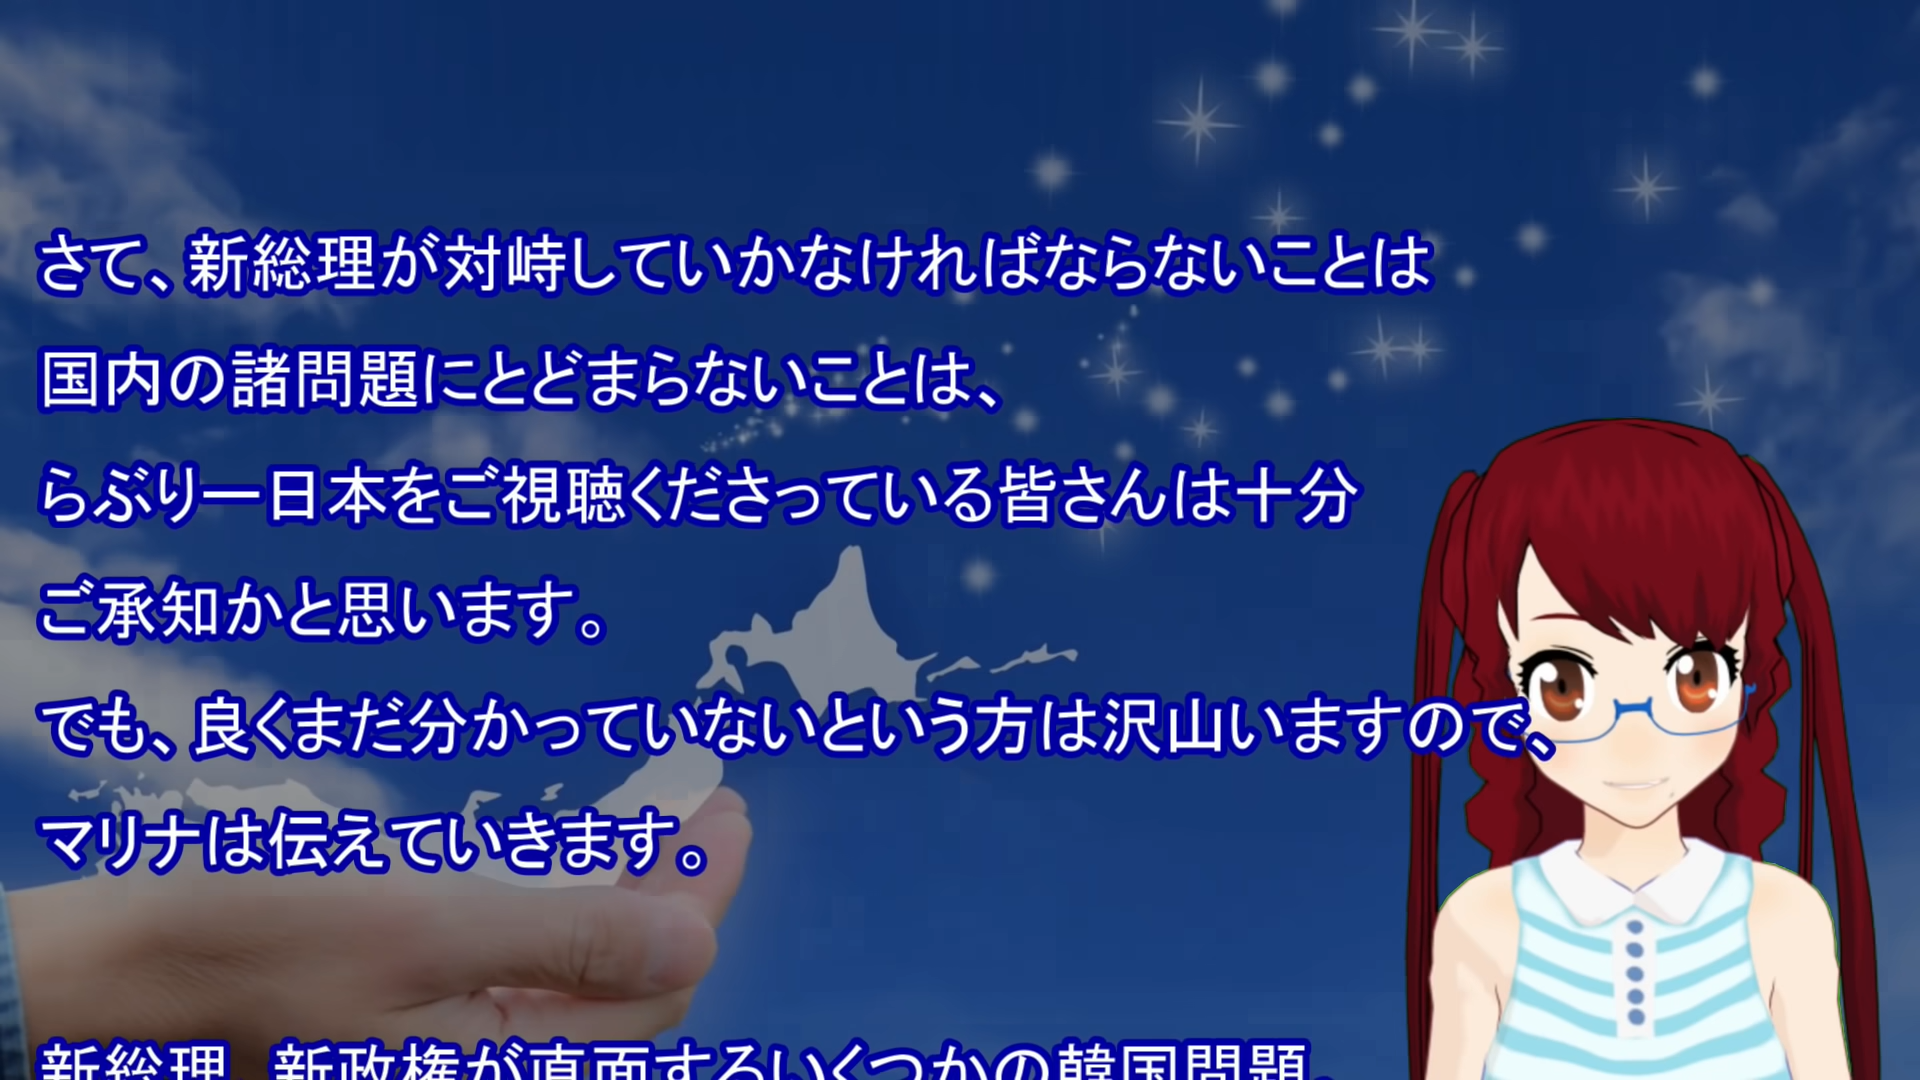 さて、新総理が対峙していかなければならないことは
国内の諸問題にとどまらないことは、
らぶりー日本をご視聴くださっている皆さんは十分
ご承知かと思います。
でも、良くまだ分かっていないという方は沢山いますので、
マリナは伝えていきます。
新総理、新政権が直面するいくつかの韓国問題、